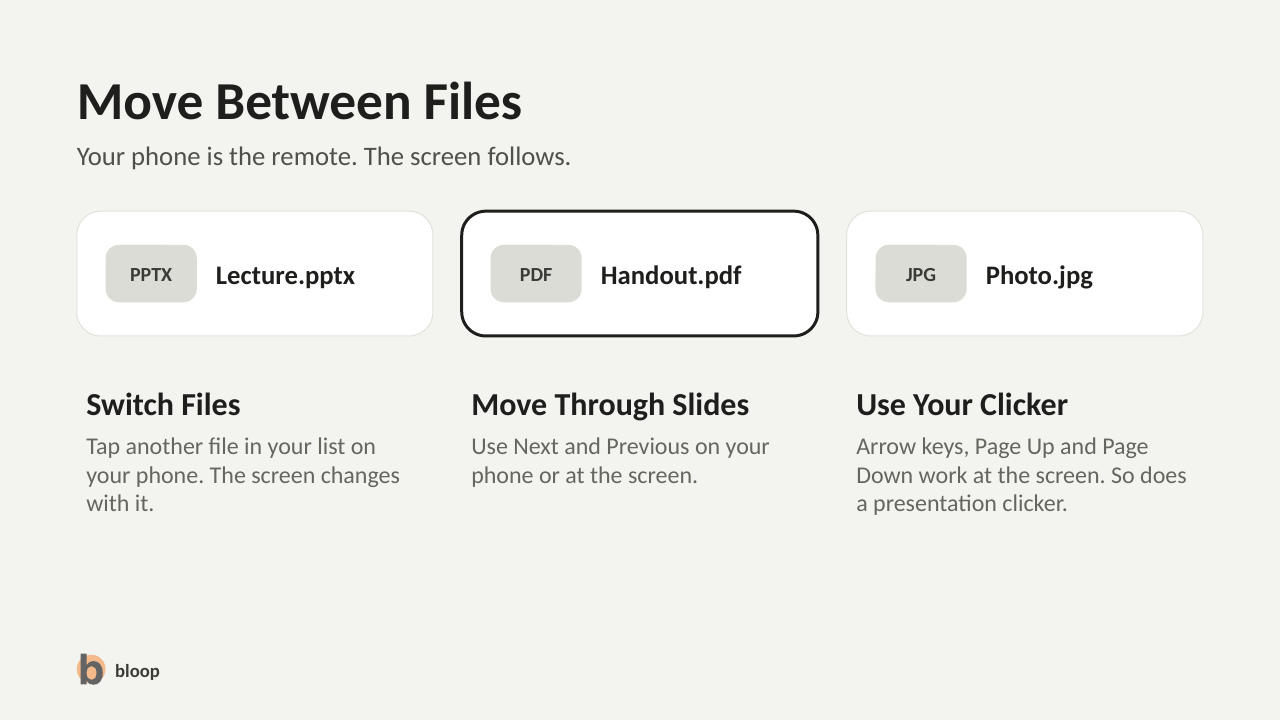 Move Between Files
Your phone is the remote. The screen follows.
PPTX
Lecture.pptx
PDF
Handout.pdf
JPG
Photo.jpg
Switch Files
Tap another file in your list on
your phone. The screen changes
with it.
Move Through Slides
Use Next and Previous on your
phone or at the screen.
Use Your Clicker
Arrow keys, Page Up and Page
Down work at the screen. So does
a presentation clicker.
b bloop